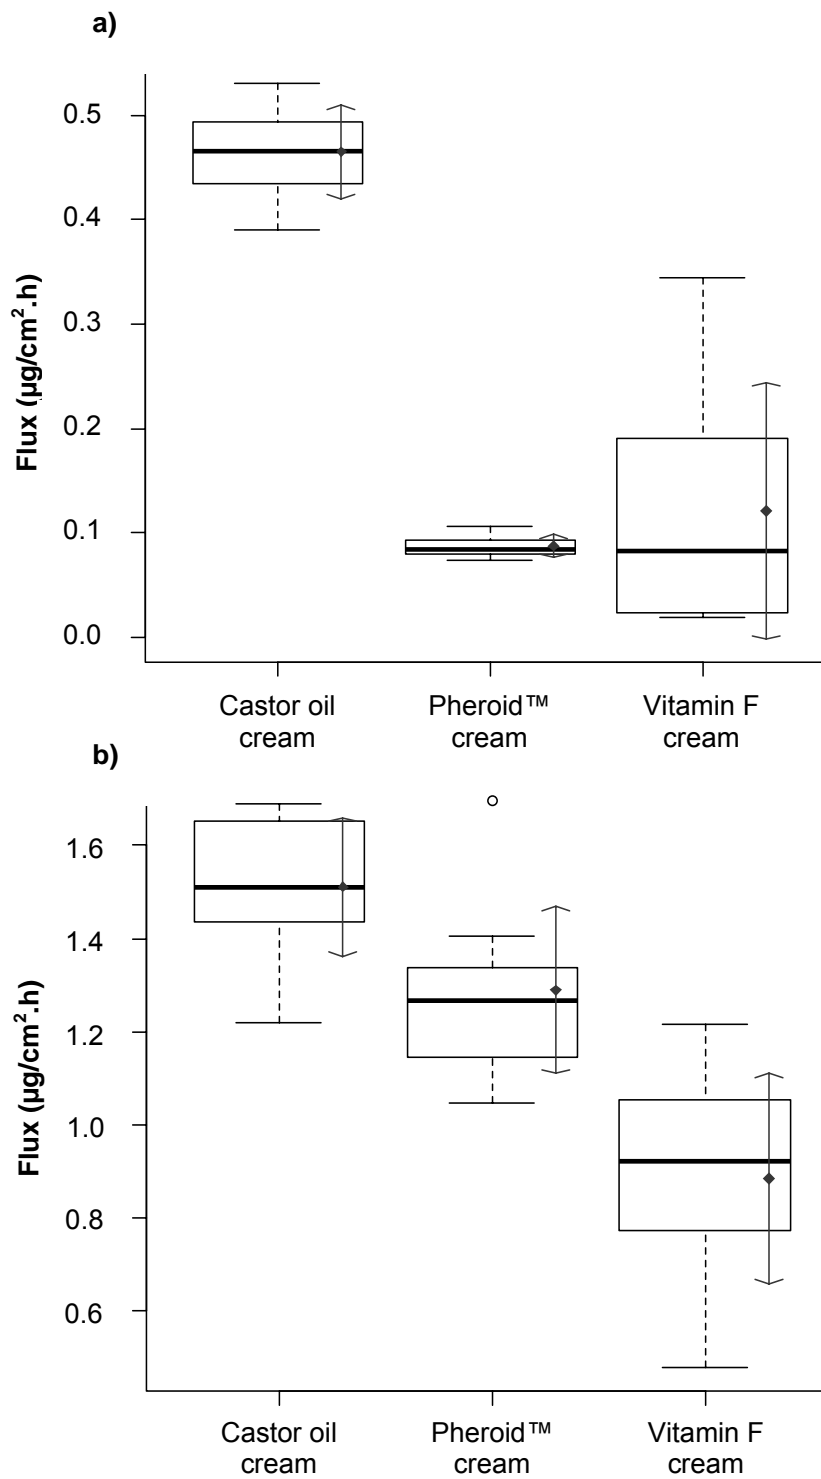 a)
Flux (µg/cm².h)
0.5
0.4
0.3
0.2
0.1
0.0
Castor oil
cream
Pheroid™
cream
Vitamin F
cream
b)
Flux (µg/cm².h)
1.6
1.4
1.2
1.0
0.8
0.6
Castor oil
cream
Pheroid™
cream
Vitamin F
cream